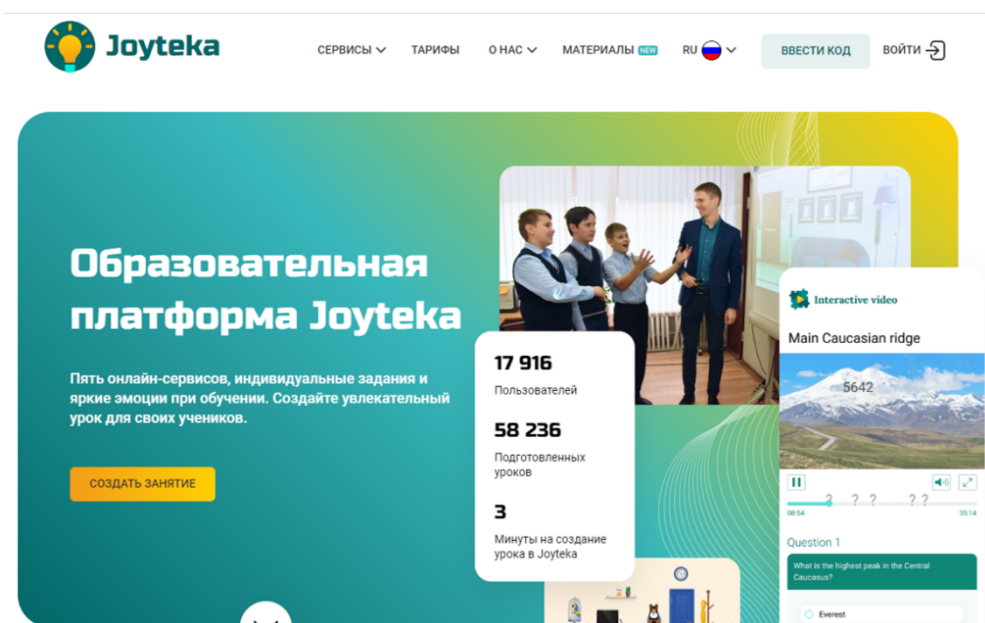 Joyteka
СЕРВИСЫ
ТАРИФЫ
О НАС
МАТЕРИАЛЫ NEW
RU
ВВЕСТИ КОД
ВОЙТИ
Образовательная
платформа Joyteka
Пять онлайн-сервисов, индивидуальные задания и
яркие эмоции при обучении. Создайте увлекательный
урок для своих учеников.
СОЗДАТЬ ЗАНЯТИЕ
17 916
Пользователей
58 236
Подготовленных
уроков
3
Минуты на создание
урока в Joyteka
Interactive video
Main Caucasian ridge
5642
? ? ? ? ?
08:54
35:14
Question 1
What is the highest peak in the Central
Caucasus?
Everest